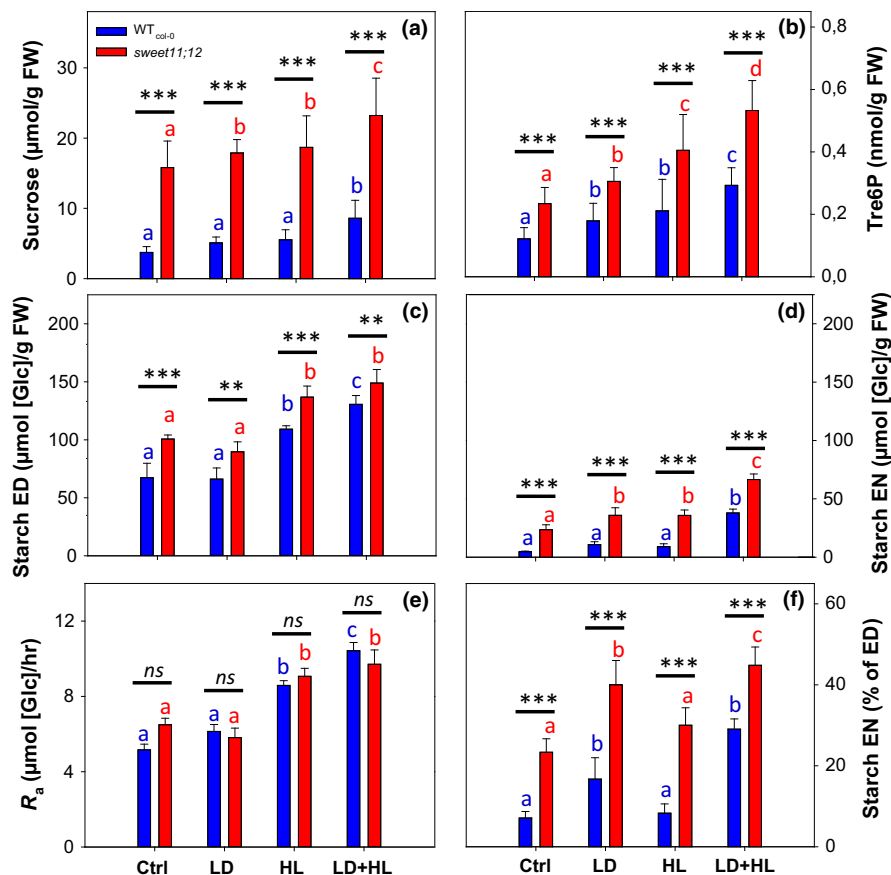 WT col-0
sweet11;12
(a)
Sucrose (µmol/g FW)
30
20
10
0
***
***
***
***
a
b
b
c
a
a
a
b
(b)
Tre6P (nmol/g FW)
0,8
0,6
0,4
0,2
0,0
***
***
***
***
a
b
c
d
a
b
b
c
(c)
Starch ED (µmol [Glc]/g FW)
200
150
100
50
0
***
**
***
**
a
a
b
b
a
a
b
c
(d)
Starch EN (µmol [Glc]/g FW)
200
150
100
50
0
***
***
***
***
a
b
b
c
a
a
a
b
(e)
Ra (µmol [Glc]/hr)
12
8
4
0
ns
ns
ns
ns
a
a
a
a
b
b
c
b
Ctrl
LD
HL
LD+HL
(f)
Starch EN (% of ED)
60
40
20
0
***
***
***
***
a
b
a
c
a
b
a
b
Ctrl
LD
HL
LD+HL